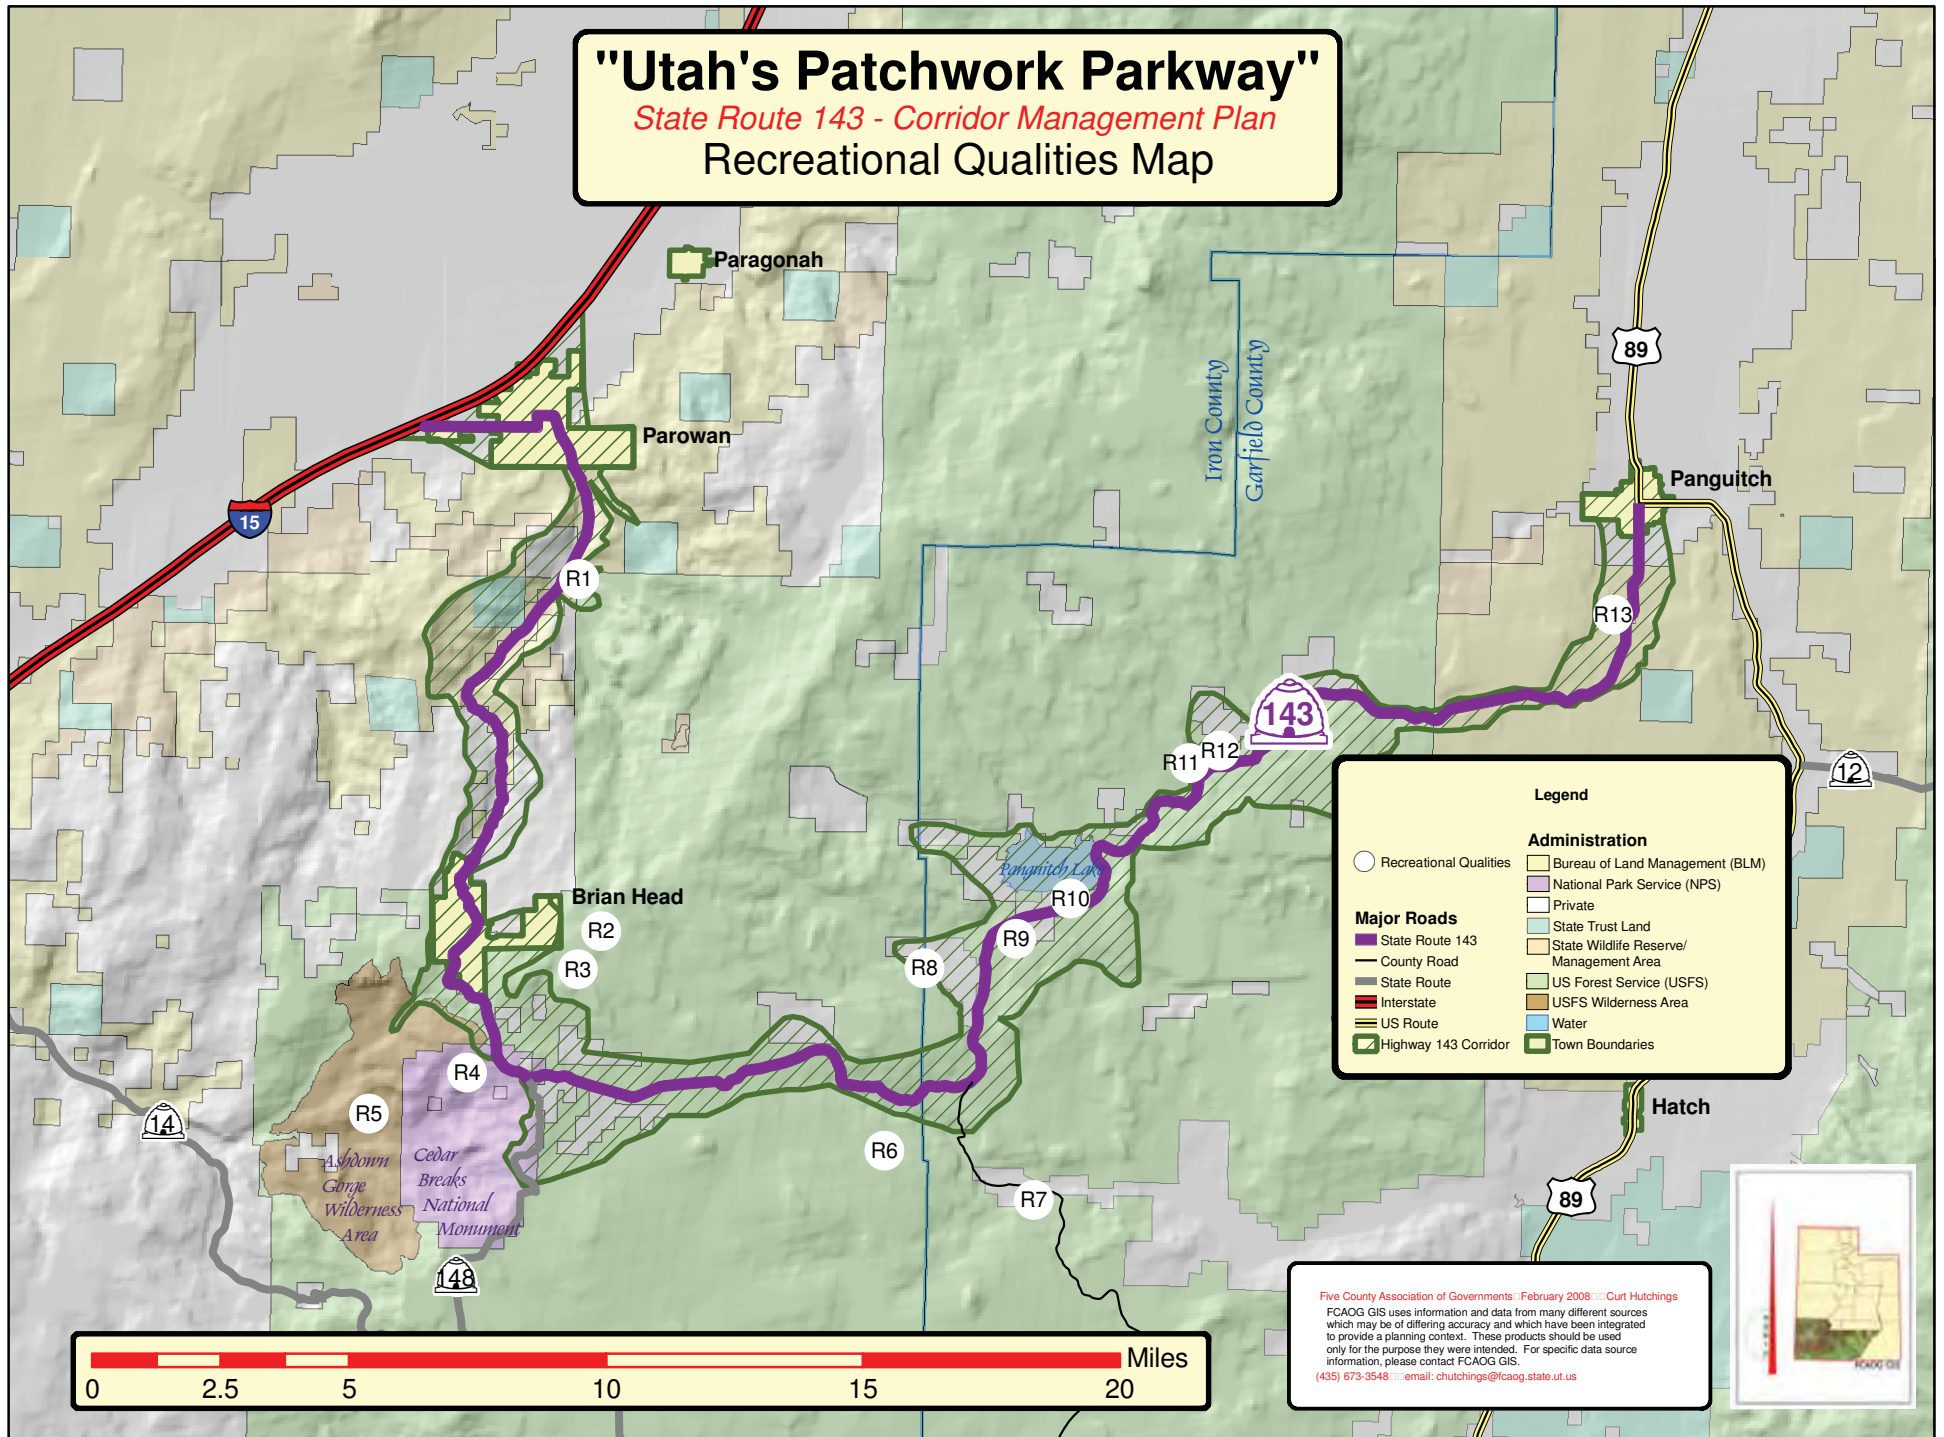 "Utah's Patchwork Parkway"
State Route 143 - Corridor Management Plan
Recreational Qualities Map
Paragonah
Iron County
Garfield County
89
Parowan
Panguitch
15
R1
R13
143
R12
R11
12
Panguitch Lake
Brian Head
R2
R3
R10
R9
R8
R4
R5
14
Ashdown
Gorge
Wilderness
Area
Cedar
Breaks
National
Monument
R6
R7
148
Hatch
89
Legend
Recreational Qualities
Major Roads
State Route 143
County Road
State Route
Interstate
US Route
Highway 143 Corridor
Administration
Bureau of Land Management (BLM)
National Park Service (NPS)
Private
State Trust Land
State Wildlife Reserve/
Management Area
US Forest Service (USFS)
USFS Wilderness Area
Water
Town Boundaries
Five County Association of Governments□February 2008□□Curt Hutchings
FCAOG GIS uses information and data from many different sources
which may be of differing accuracy and which have been integrated
to provide a planning context. These products should be used
only for the purpose they were intended. For specific data source
information, please contact FCAOG GIS.
(435) 673-3548□□email: chutchings@fcaog.state.ut.us
FCAOG GIS
Miles
0 2.5 5 10 15 20